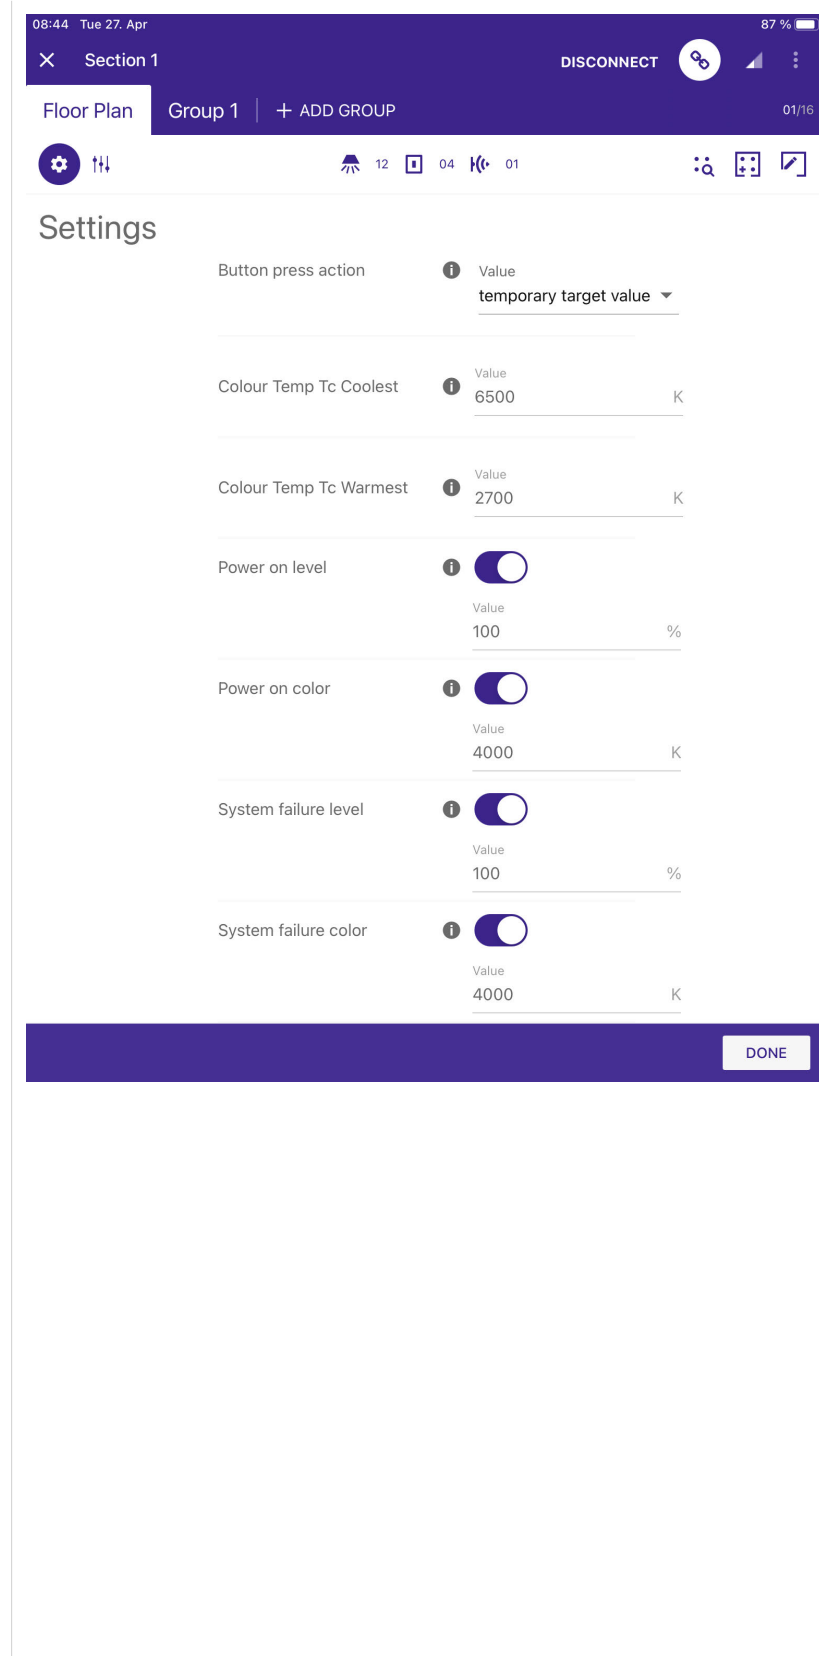 08:44 Tue 27. Apr 87 %
Section 1 DISCONNECT
Floor Plan Group 1 + ADD GROUP 01/16
12 04 01
Settings
Button press action
Value
temporary target value
Colour Temp Tc Coolest
Value
6500 K
Colour Temp Tc Warmest
Value
2700 K
Power on level
Value
100 %
Power on color
Value
4000 K
System failure level
Value
100 %
System failure color
Value
4000 K
DONE